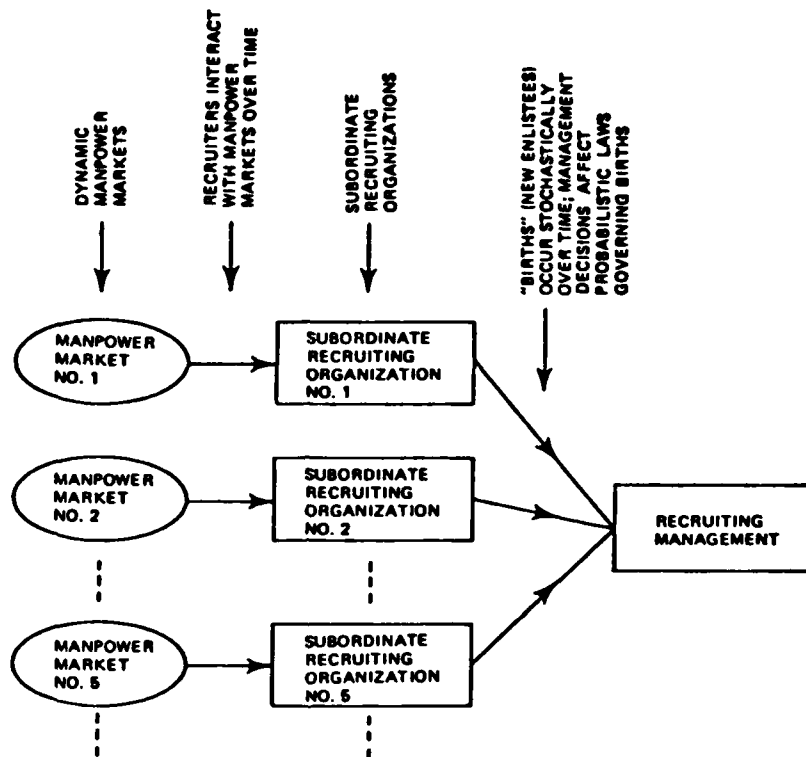 DYNAMIC
MANPOWER
MARKETS
RECRUITERS INTERACT
WITH MANPOWER
MARKETS OVER TIME
SUBORDINATE
RECRUITING
ORGANIZATIONS
"BIRTHS" (NEW ENLISTEES)
OCCUR STOCHASTICALLY
OVER TIME; MANAGEMENT
DECISIONS AFFECT
PROBABILISTIC LAWS
GOVERNING BIRTHS
MANPOWER
MARKET
NO. 1
SUBORDINATE
RECRUITING
ORGANIZATION
NO. 1
MANPOWER
MARKET
NO. 2
SUBORDINATE
RECRUITING
ORGANIZATION
NO. 2
RECRUITING
MANAGEMENT
MANPOWER
MARKET
NO. 5
SUBORDINATE
RECRUITING
ORGANIZATION
NO. 5